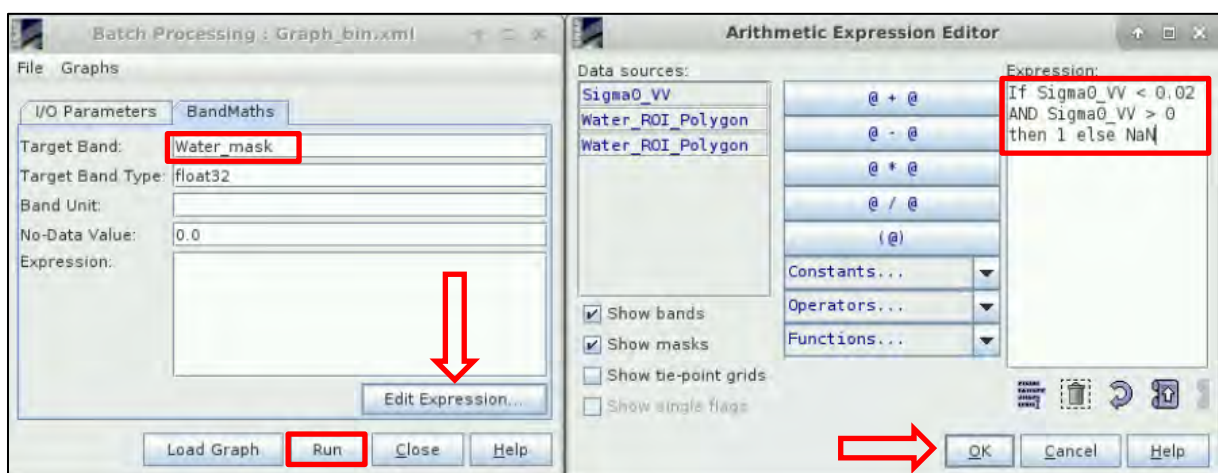 Batch Processing : Graph_bin.xml
File Graphs
I/O Parameters BandMaths
Target Band: Water_mask
Target Band Type: float32
Band Unit:
No-Data Value: 0.0
Expression:
Edit Expression...
Load Graph Run Close Help
Arithmetic Expression Editor
Data sources:
Sigma0_VV
Water_ROI_Polygon
Water_ROI_Polygon
Show bands
Show masks
Show tie-point grids
Show single flags
@ + @
@ - @
@ * @
@ / @
(@)
Constants...
Operators...
Functions...
Expression:
If Sigma0_VV < 0.02
AND Sigma0_VV > 0
then 1 else NaN
OK Cancel Help